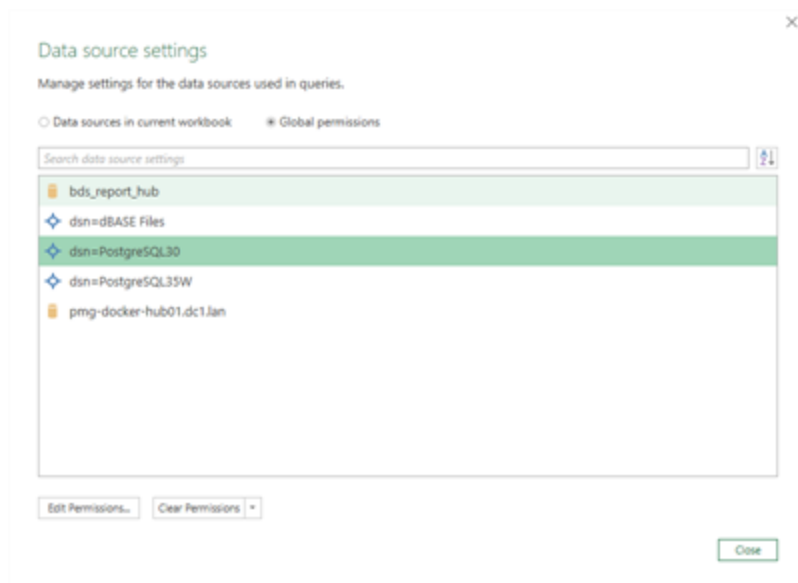 Data source settings
Manage settings for the data sources used in queries.
Data sources in current workbook Global permissions
Search data source settings
bds_report_hub
dsn=dBASE Files
dsn=PostgreSQL30
dsn=PostgreSQL35W
pmg-docker-hub01.dc1.lan
Edit Permissions... Clear Permissions
Close